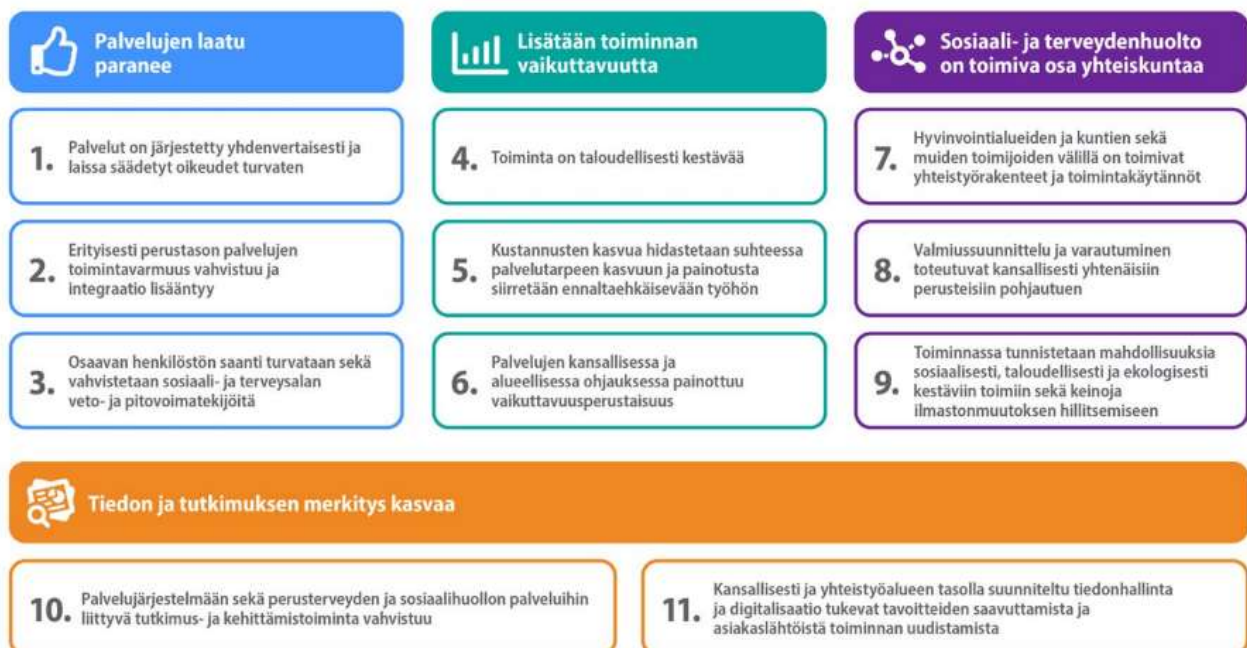 Palvelujen laatu
paranee
1. Palvelut on järjestetty yhdenvertaisesti ja
laissa säädetyt oikeudet turvaten
2. Erityisesti perustason palvelujen
toimintavarmuus vahvistuu ja
integraatio lisääntyy
3. Osaavan henkilöstön saanti turvataan sekä
vahvistetaan sosiaali- ja terveysalan
veto- ja pitovoimatekijöitä
Lisätään toiminnan
vaikuttavuutta
4. Toiminta on taloudellisesti kestävää
5. Kustannusten kasvua hidastetaan suhteessa
palvelutarpeen kasvuun ja painotusta
siirretään ennaltaehkäisevään työhön
6. Palvelujen kansallisessa ja
alueellisessa ohjauksessa painottuu
vaikuttavuusperustaisuus
Sosiaali- ja terveydenhuolto
on toimiva osa yhteiskuntaa
7. Hyvinvointialueiden ja kuntien sekä
muiden toimijoiden välillä on toimivat
yhteistyörakenteet ja toimintakäytännöt
8. Valmiussuunnittelu ja varautuminen
toteutuvat kansallisesti yhtenäisiin
perusteisiin pohjautuen
9. Toiminnassa tunnistetaan mahdollisuuksia
sosiaalisesti, taloudellisesti ja ekologisesti
kestäviin toimiin sekä keinoja
ilmastonmuutoksen hillitsemiseen
Tiedon ja tutkimuksen merkitys kasvaa
10. Palvelujärjestelmään sekä perusterveyden ja sosiaalihuollon palveluihin
liittyvä tutkimus- ja kehittämistoiminta vahvistuu
11. Kansallisesti ja yhteistyöalueen tasolla suunniteltu tiedonhallinta
ja digitalisaatio tukevat tavoitteiden saavuttamista ja
asiakaslähtöistä toiminnan uudistamista